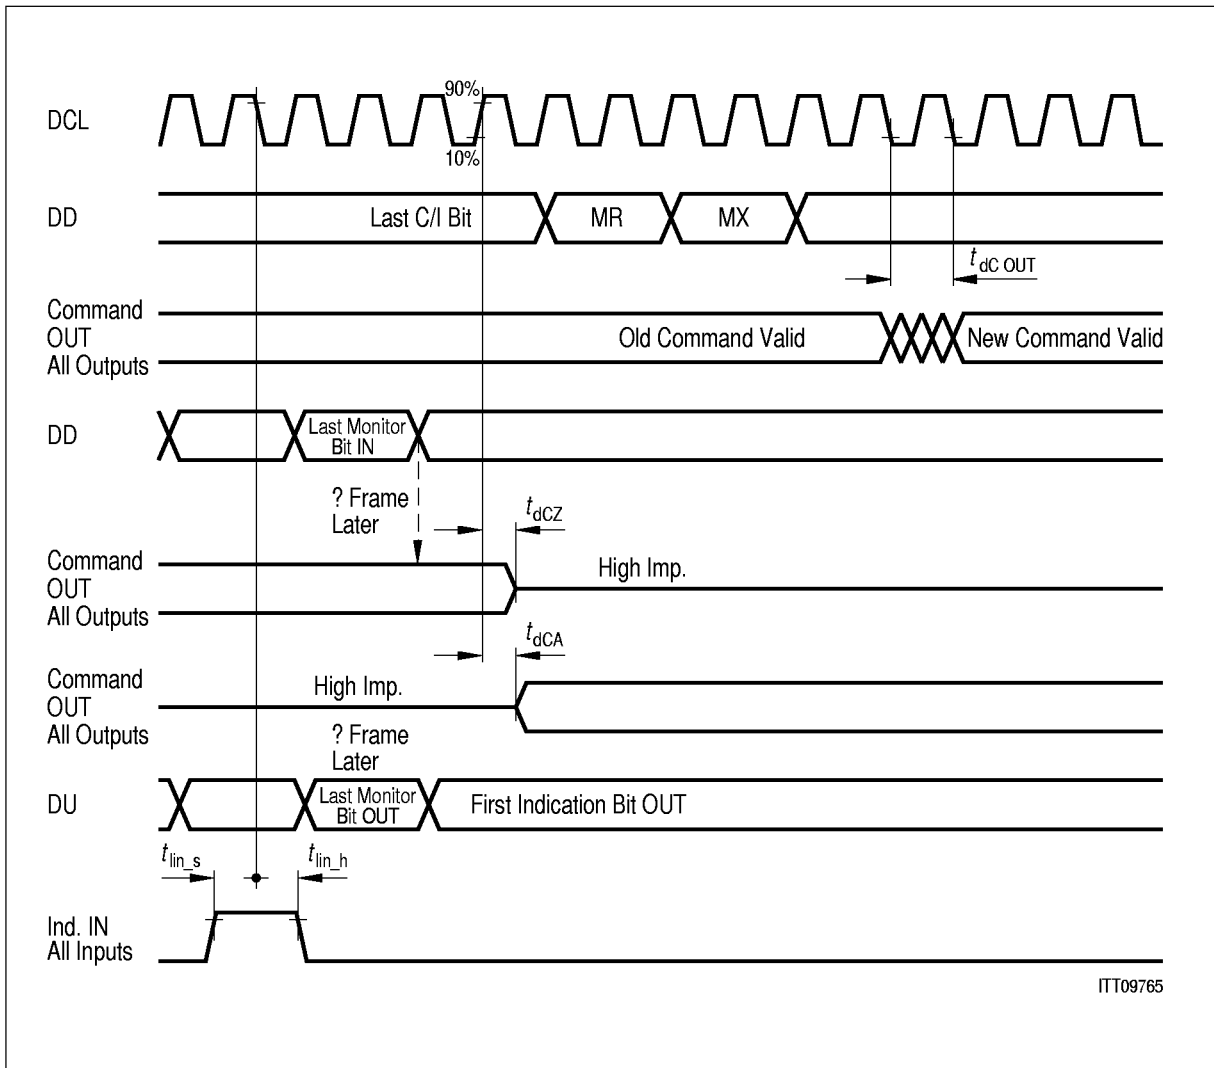 90%
DCL
10%
DD
Last C/I Bit
MR
MX
t dC OUT
Command
OUT
All Outputs
Old Command Valid
New Command Valid
DD
Last Monitor
Bit IN
? Frame
Later
t dCZ
Command
OUT
All Outputs
High Imp.
t dCA
Command
OUT
All Outputs
High Imp.
? Frame
Later
DU
Last Monitor
Bit OUT
First Indication Bit OUT
t Iin_s
t Iin_h
Ind. IN
All Inputs
ITT09765